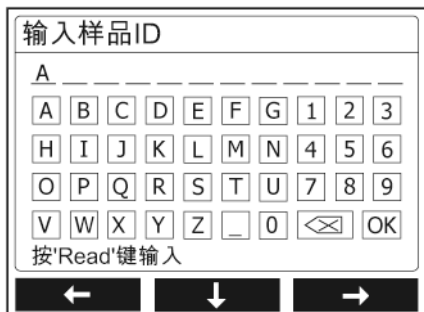 输入样品ID
A _ _ _ _ _ _ _ _ _ _
A B C D E F G 1 2 3
H I J K L M N 4 5 6
O P Q R S T U 7 8 9
V W X Y Z _ 0 ⌫ OK
按'Read'键输入
← ↓ →